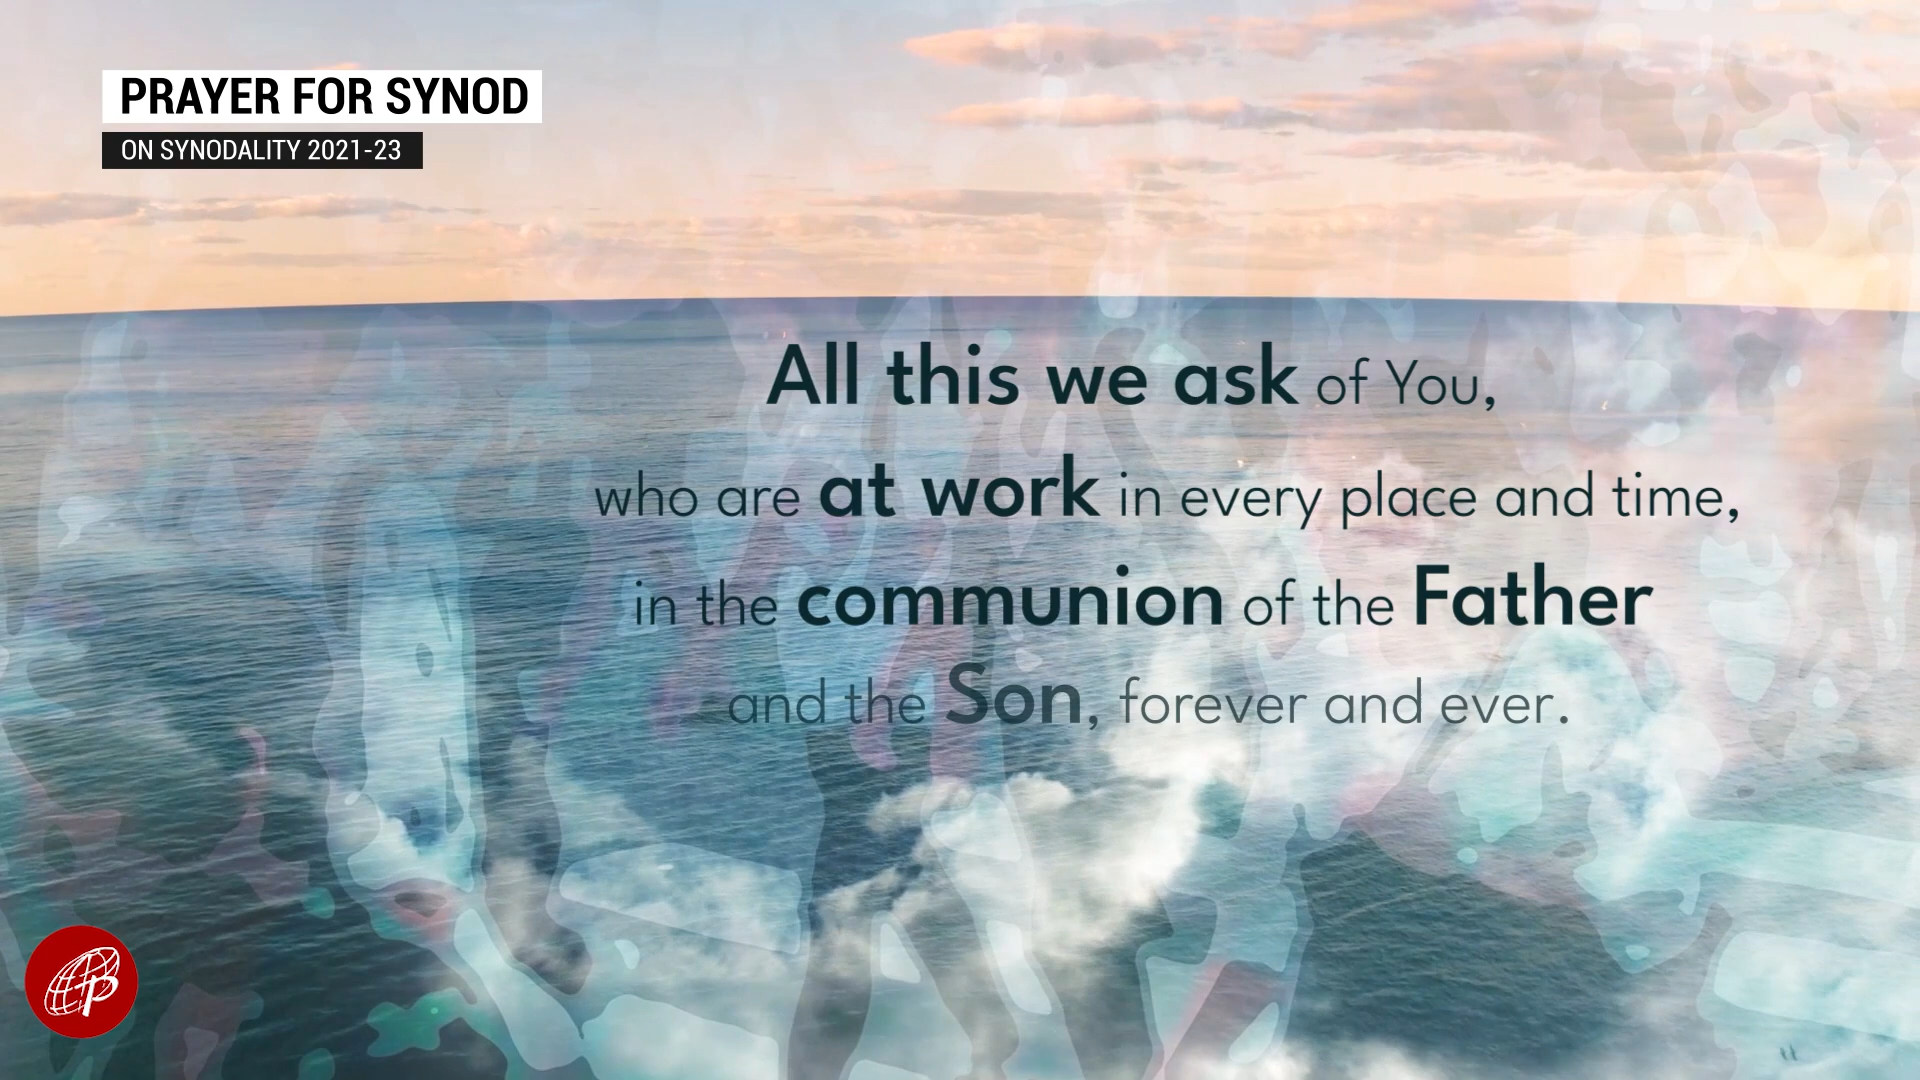 PRAYER FOR SYNOD
ON SYNODALITY 2021-23
All this we ask of You,
who are at work in every place and time,
in the communion of the Father
and the Son, forever and ever.